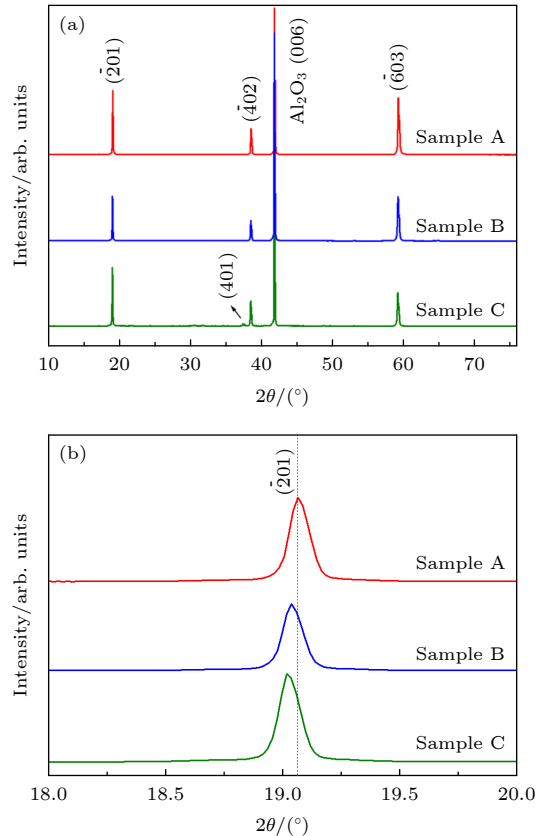 (a)
(2̄01)
(4̄02)
Al₂O₃ (006)
(6̄03)
Sample A
Sample B
(401)
Sample C
Intensity/arb. units
10 20 30 40 50 60 70
2θ/(°)
(b)
(2̄01)
Sample A
Sample B
Sample C
Intensity/arb. units
18.0 18.5 19.0 19.5 20.0
2θ/(°)